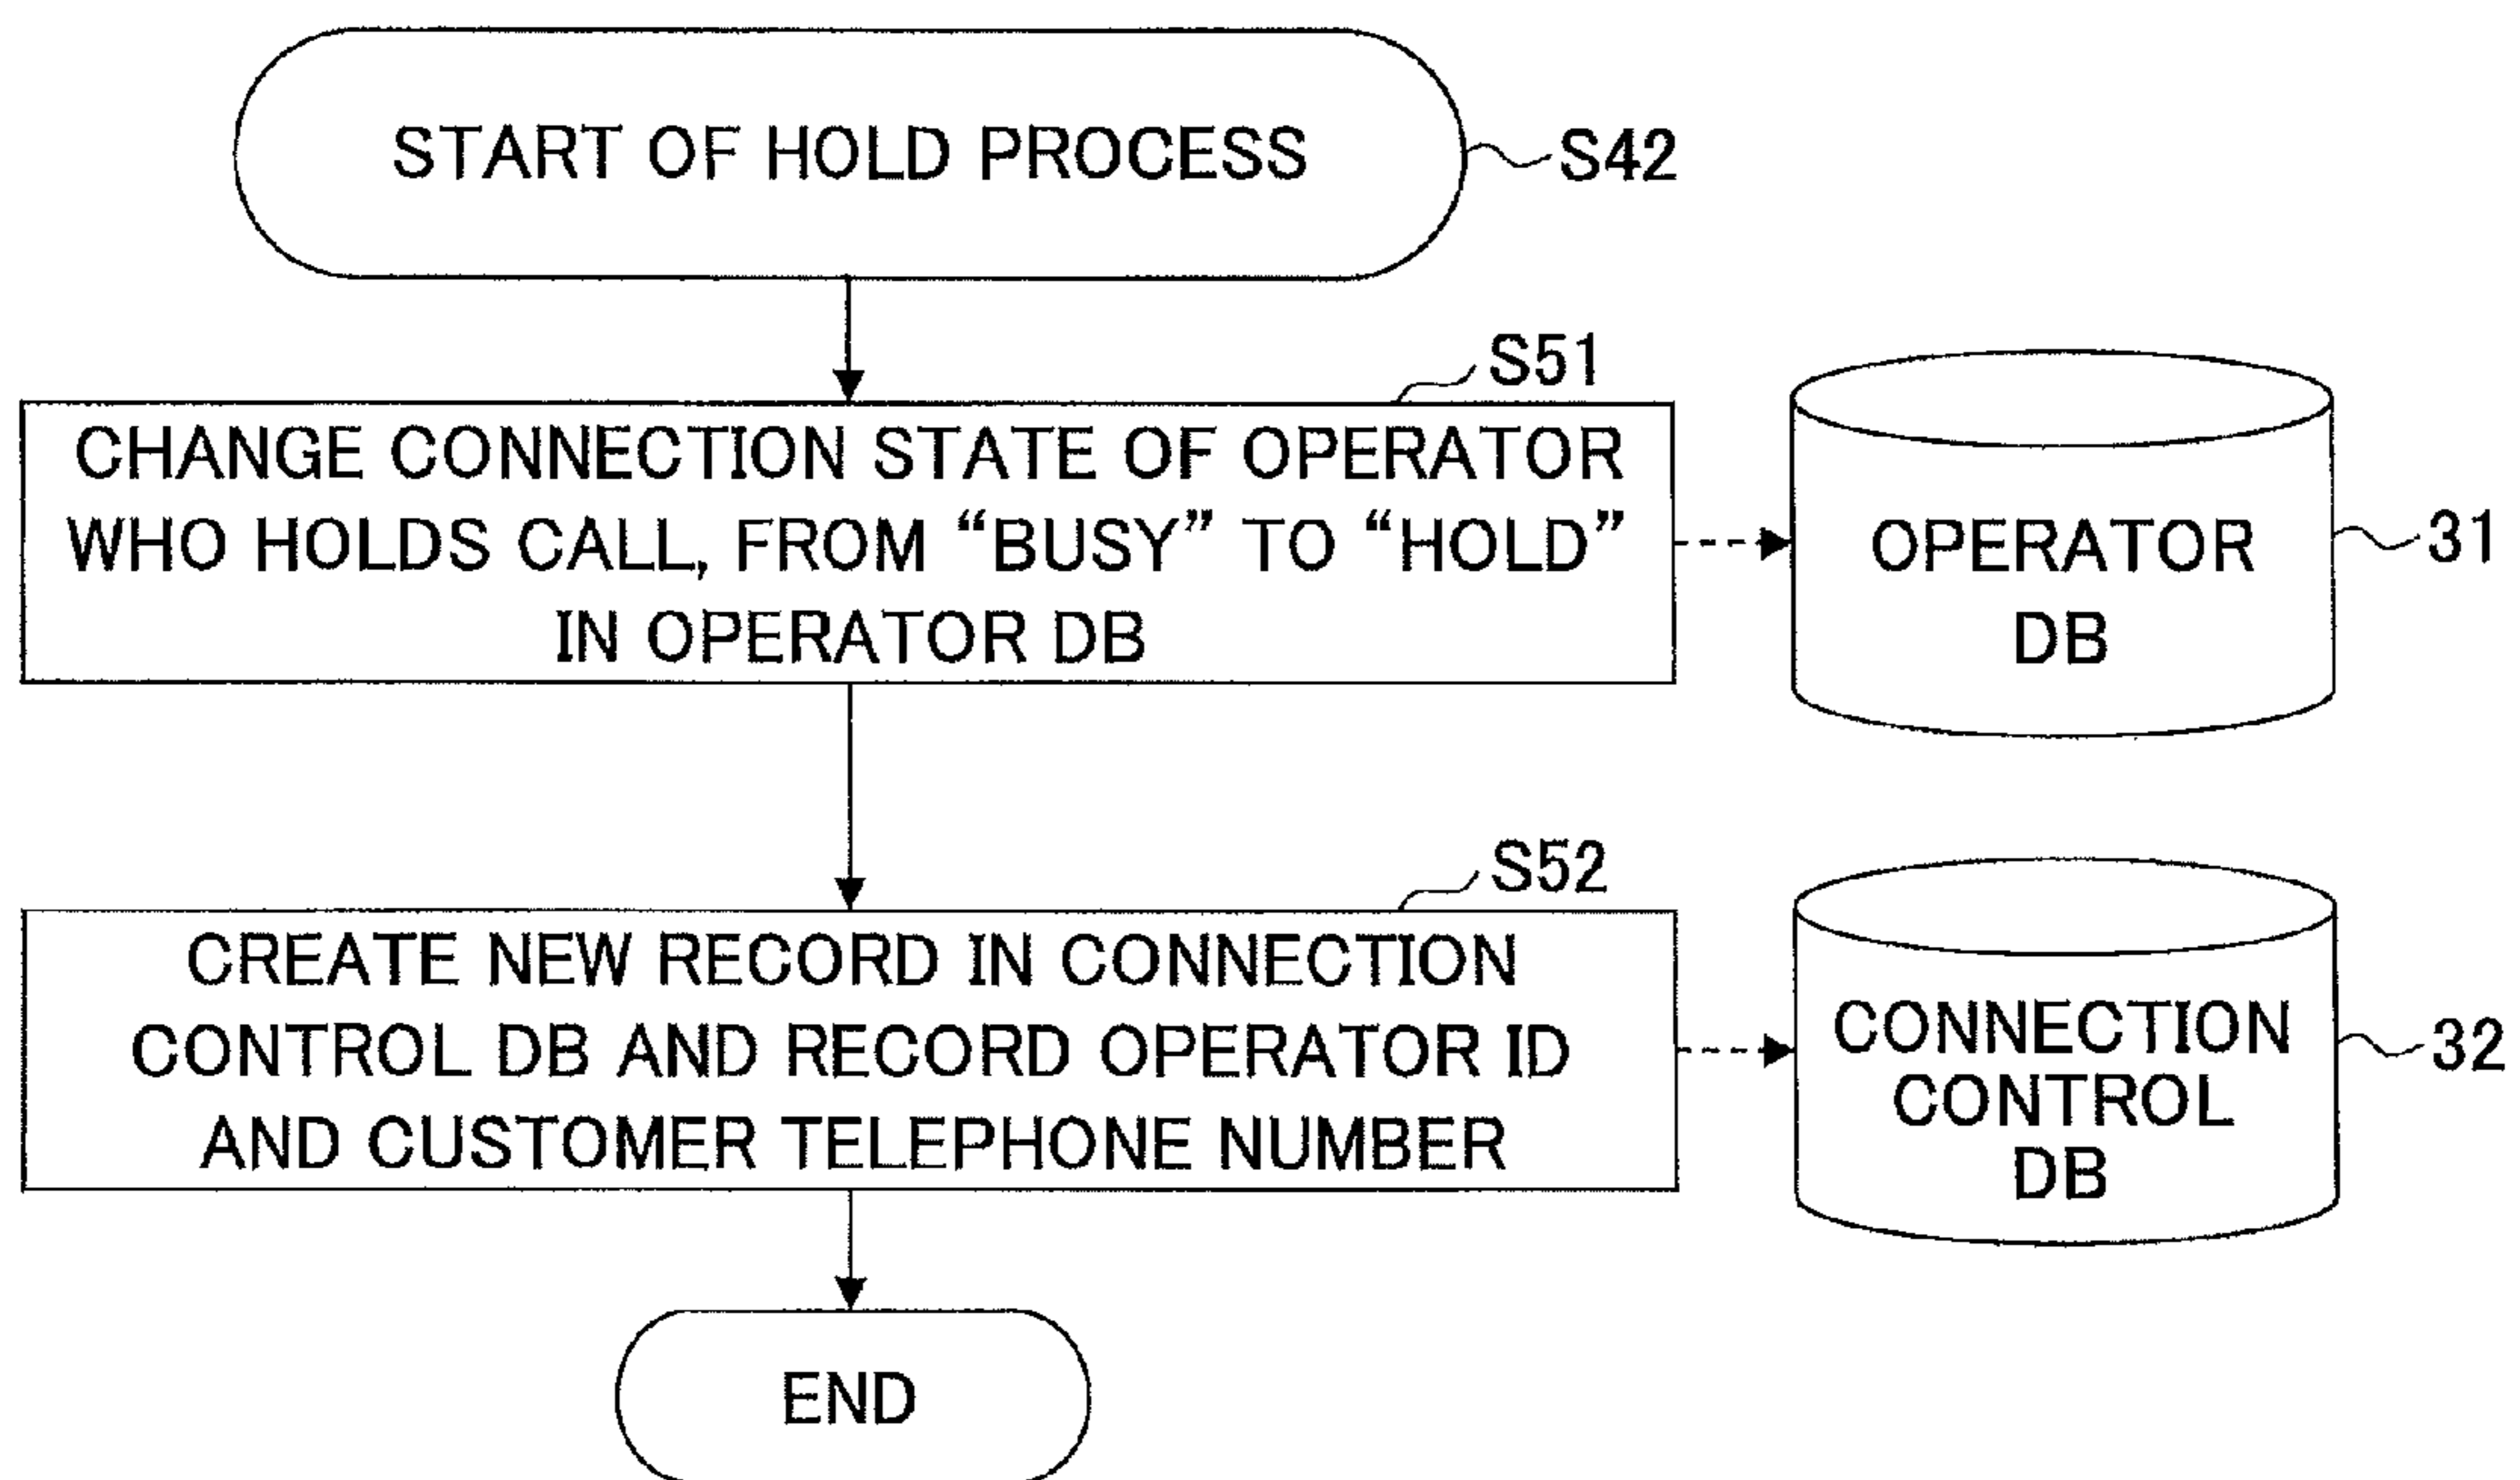 START OF HOLD PROCESS
S42
S51
CHANGE CONNECTION STATE OF OPERATOR
WHO HOLDS CALL, FROM “BUSY” TO “HOLD”
IN OPERATOR DB
OPERATOR
DB
31
S52
CREATE NEW RECORD IN CONNECTION
CONTROL DB AND RECORD OPERATOR ID
AND CUSTOMER TELEPHONE NUMBER
CONNECTION
CONTROL
DB
32
END